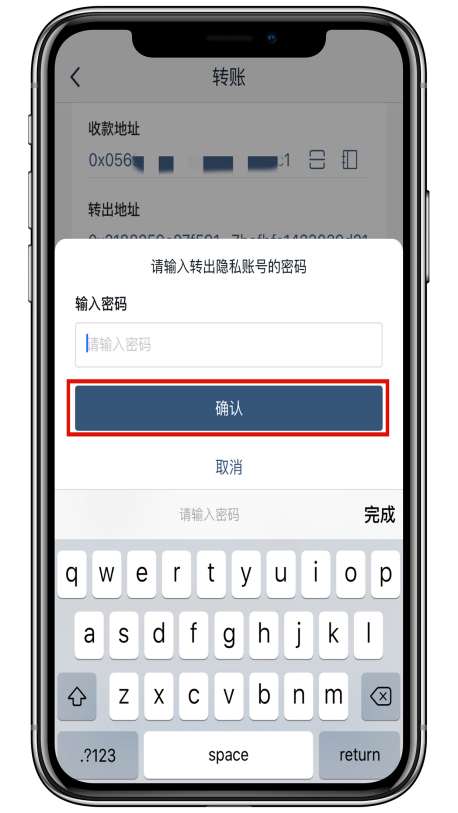 转账
收款地址
0x056
1
转出地址
请输入转出隐私账号的密码
输入密码
请输入密码
确认
取消
请输入密码 完成
q w e r t y u i o p
a s d f g h j k l
z x c v b n m
.?123 space return